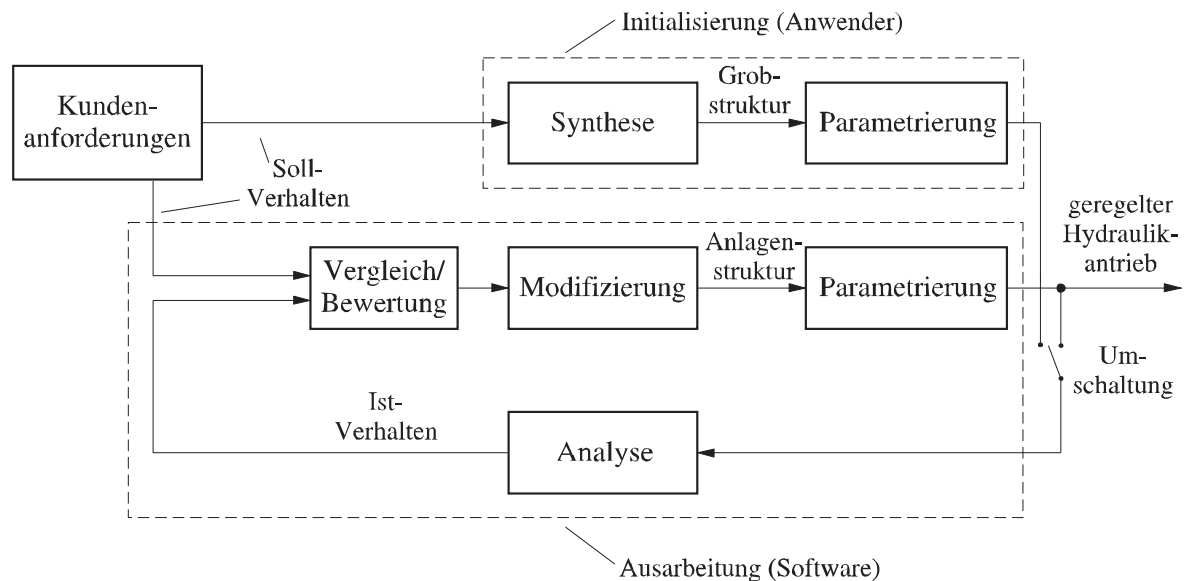 Initialisierung (Anwender)
Kunden-
anforderungen
Synthese
Grob-
struktur
Parametrierung
Soll-
Verhalten
geregelter
Hydraulik-
antrieb
Vergleich/
Bewertung
Modifizierung
Anlagen-
struktur
Parametrierung
Um-
schaltung
Ist-
Verhalten
Analyse
Ausarbeitung (Software)